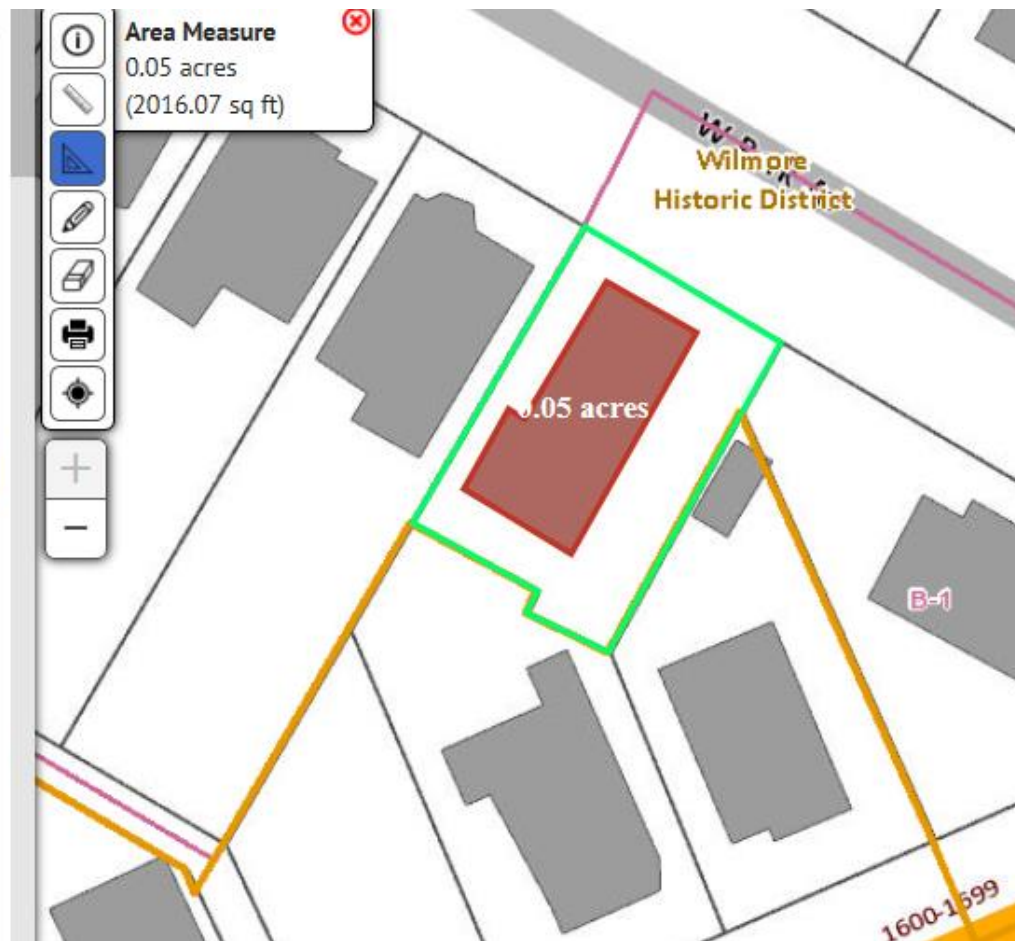 Area Measure
0.05 acres
(2016.07 sq ft)
Wilmore
Historic District
0.05 acres
B-1
1600-1699